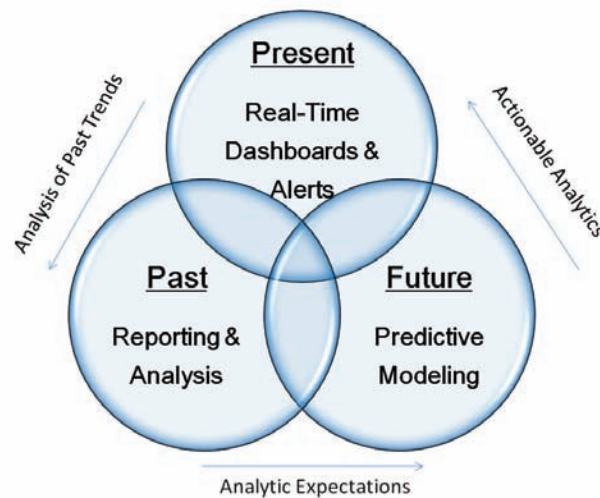 Present
Real-Time
Dashboards &
Alerts
Analysis of Past Trends
Actionable Analytics
Past
Reporting &
Analysis
Future
Predictive
Modeling
Analytic Expectations